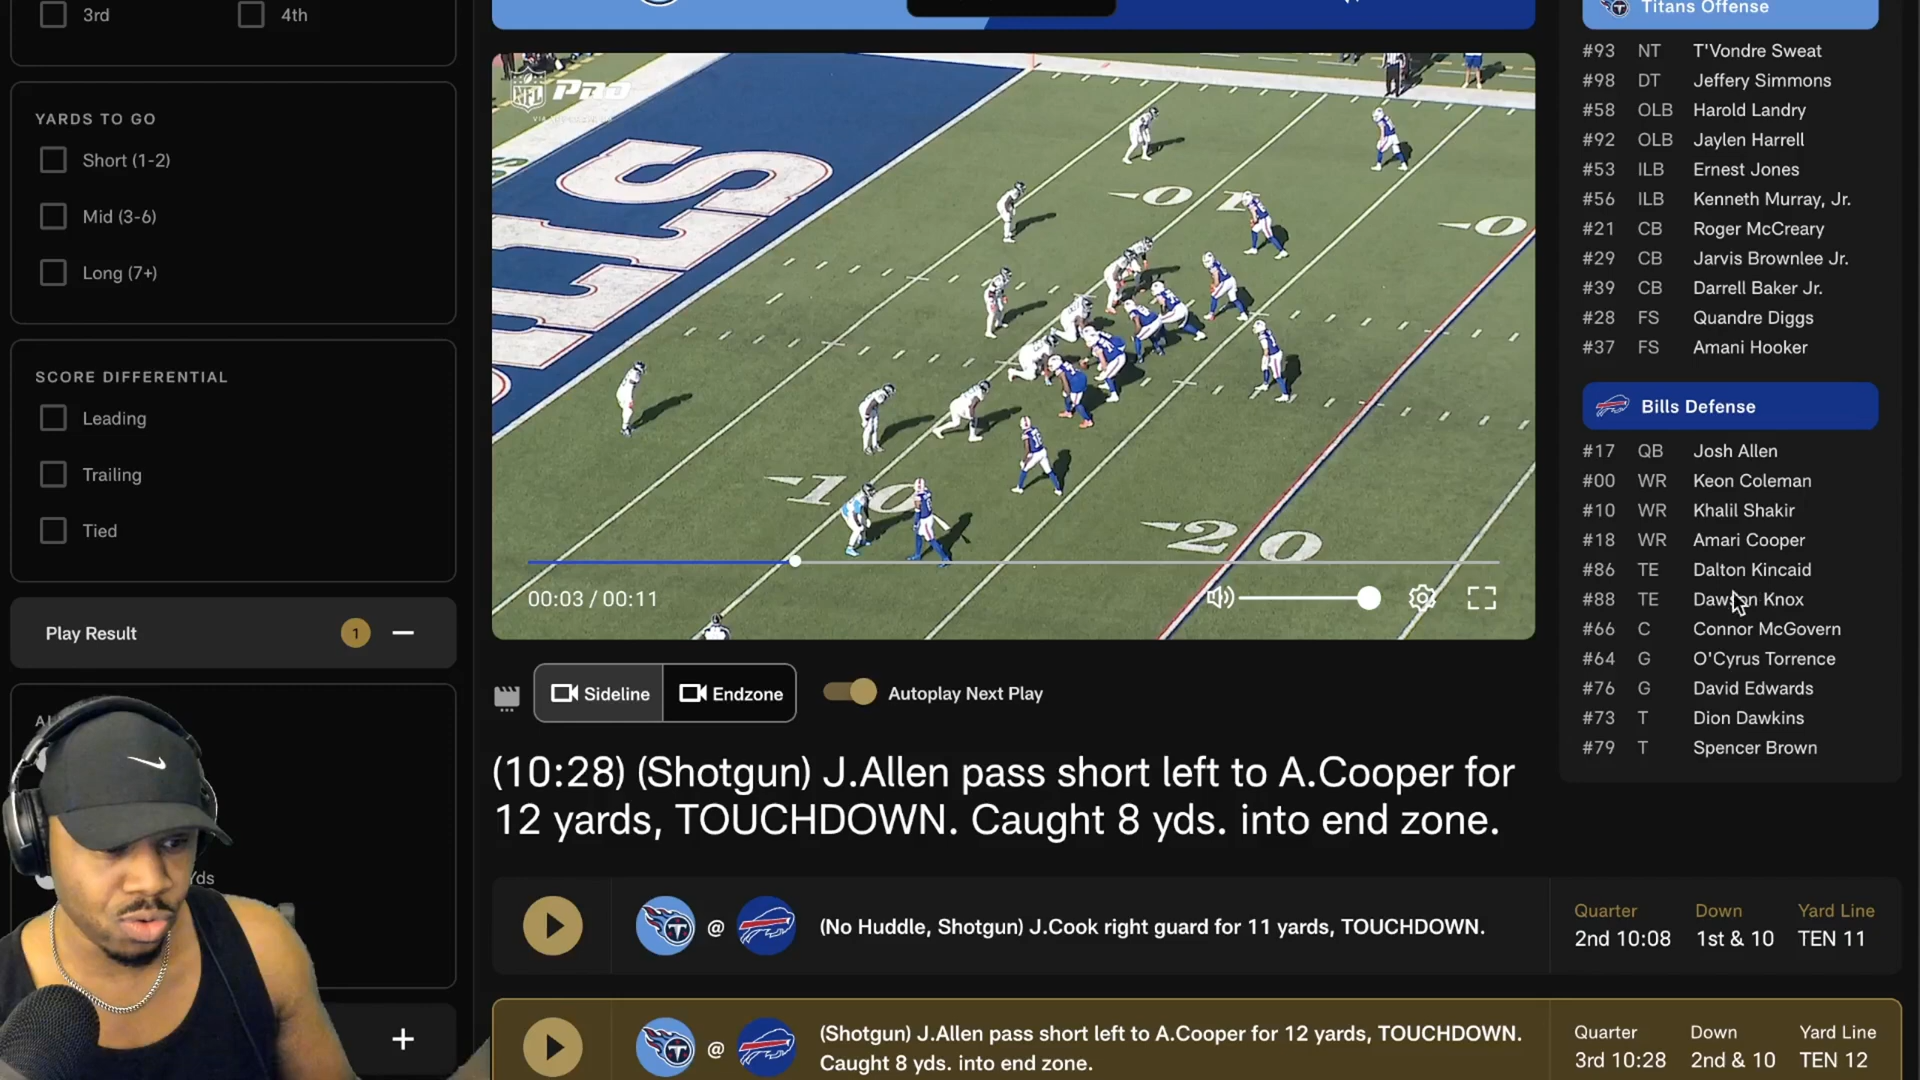 3rd
4th
YARDS TO GO
Short (1-2)
Mid (3-6)
Long (7+)
SCORE DIFFERENTIAL
Leading
Trailing
Tied
Play Result
1
Yds
NFL PRO
1 0
2 0
00:03 / 00:11
Sideline
Endzone
Autoplay Next Play
(10:28) (Shotgun) J.Allen pass short left to A.Cooper for
12 yards, TOUCHDOWN. Caught 8 yds. into end zone.
@
(No Huddle, Shotgun) J.Cook right guard for 11 yards, TOUCHDOWN.
Quarter Down Yard Line
2nd 10:08 1st & 10 TEN 11
@
(Shotgun) J.Allen pass short left to A.Cooper for 12 yards, TOUCHDOWN.
Caught 8 yds. into end zone.
Quarter Down Yard Line
3rd 10:28 2nd & 10 TEN 12
Titans Offense
#93 NT T'Vondre Sweat
#98 DT Jeffery Simmons
#58 OLB Harold Landry
#92 OLB Jaylen Harrell
#53 ILB Ernest Jones
#56 ILB Kenneth Murray, Jr.
#21 CB Roger McCreary
#29 CB Jarvis Brownlee Jr.
#39 CB Darrell Baker Jr.
#28 FS Quandre Diggs
#37 FS Amani Hooker
Bills Defense
#17 QB Josh Allen
#00 WR Keon Coleman
#10 WR Khalil Shakir
#18 WR Amari Cooper
#86 TE Dalton Kincaid
#88 TE Dawson Knox
#66 C Connor McGovern
#64 G O'Cyrus Torrence
#76 G David Edwards
#73 T Dion Dawkins
#79 T Spencer Brown